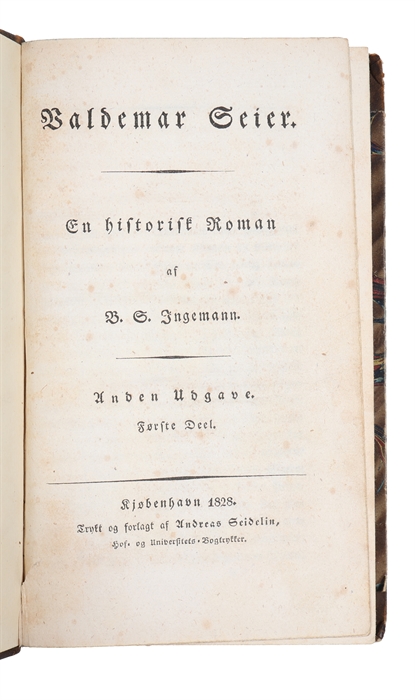 Valdemar Seier.
En historisk Roman
af
B. S. Ingemann.
Anden Udgave.
Første Deel.
Kjøbenhavn 1828.
Trykt og forlagt af Andreas Seidelin,
Hof- og Universitets-Bogtrykker.